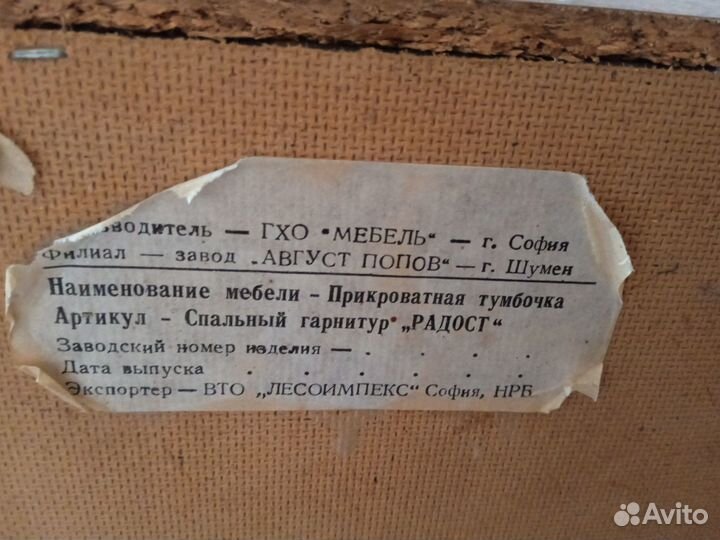 зводитель — ГХО "МЕБЕЛЬ" — г. София
Филиал — завод „АВГУСТ ПОПОВ" — г. Шумен
Наименование мебели – Прикроватная тумбочка
Артикул – Спальный гарнитур „РАДОСТ"
Заводский номер изделия — . . . .
Дата выпуска . . . . . . .
Экспортер — ВТО „ЛЕСОИМПЕКС" София, НРБ
Avito